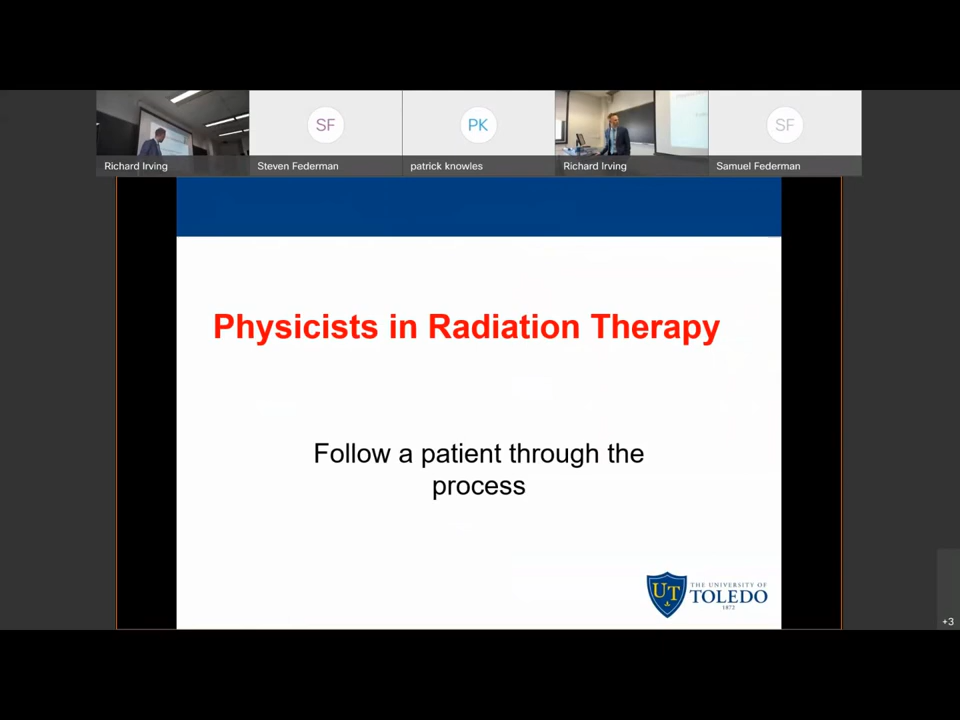 SF
PK
SF
Richard Irving
Steven Federman
patrick knowles
Richard Irving
Samuel Federman
Physicists in Radiation Therapy
Follow a patient through the
process
UT
THE UNIVERSITY OF
TOLEDO
1872
+3